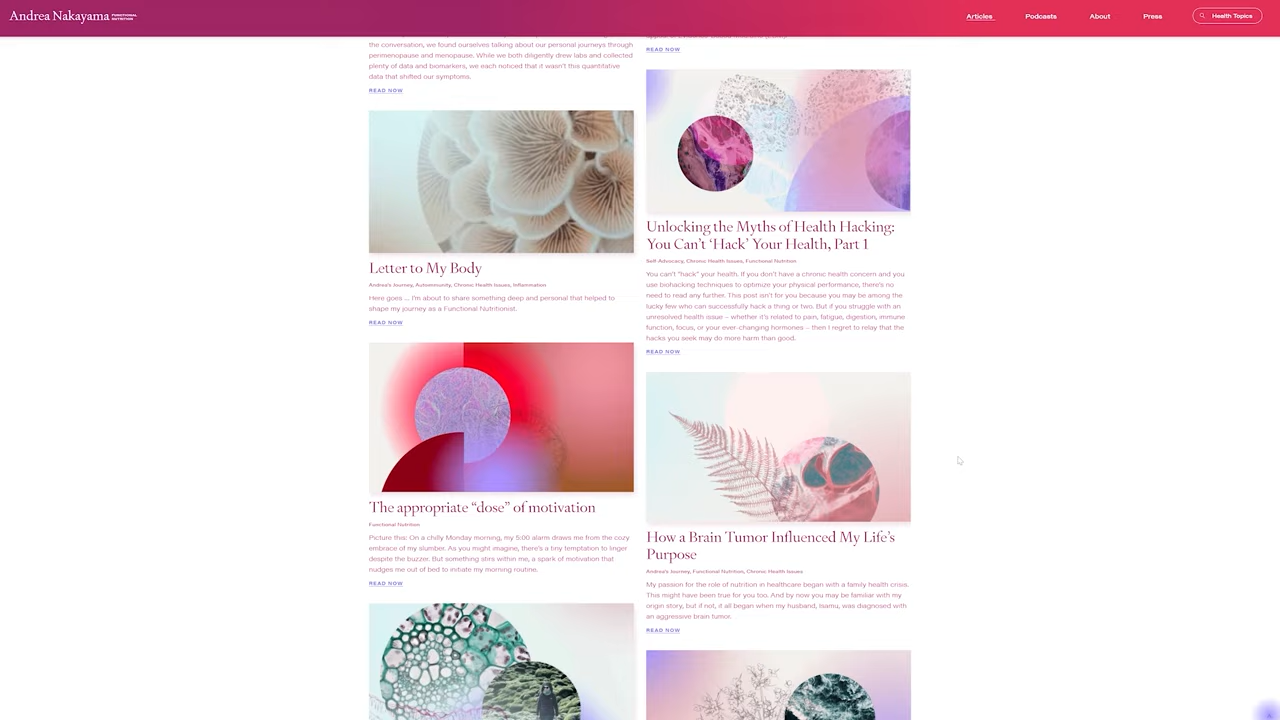 Andrea Nakayama FUNCTIONAL NUTRITION
Articles
Podcasts
About
Press
Health Topics
the conversation, we found ourselves talking about our personal journeys through
perimenopause and menopause. While we both diligently drew labs and collected
plenty of data and biomarkers, we each noticed that it wasn't this quantitative
data that shifted our symptoms.
READ NOW
Letter to My Body
Andrea's Journey, Autoimmunity, Chronic Health Issues, Inflammation
Here goes ... I'm about to share something deep and personal that helped to
shape my journey as a Functional Nutritionist.
READ NOW
The appropriate “dose” of motivation
Functional Nutrition
Picture this: On a chilly Monday morning, my 5:00 alarm draws me from the cozy
embrace of my slumber. As you might imagine, there's a tiny temptation to linger
despite the buzzer. But something stirs within me, a spark of motivation that
nudges me out of bed to initiate my morning routine.
READ NOW
READ NOW
Unlocking the Myths of Health Hacking:
You Can't ‘Hack’ Your Health, Part 1
Self-Advocacy, Chronic Health Issues, Functional Nutrition
You can't “hack” your health. If you don't have a chronic health concern and you
use biohacking techniques to optimize your physical performance, there's no
need to read any further. This post isn't for you because you may be among the
lucky few who can successfully hack a thing or two. But if you struggle with an
unresolved health issue – whether it's related to pain, fatigue, digestion, immune
function, focus, or your ever-changing hormones – then I regret to relay that the
hacks you seek may do more harm than good.
READ NOW
How a Brain Tumor Influenced My Life's
Purpose
Andrea's Journey, Functional Nutrition, Chronic Health Issues
My passion for the role of nutrition in healthcare began with a family health crisis.
This might have been true for you too. And by now you may be familiar with my
origin story, but if not, it all began when my husband, Isamu, was diagnosed with
an aggressive brain tumor.
READ NOW